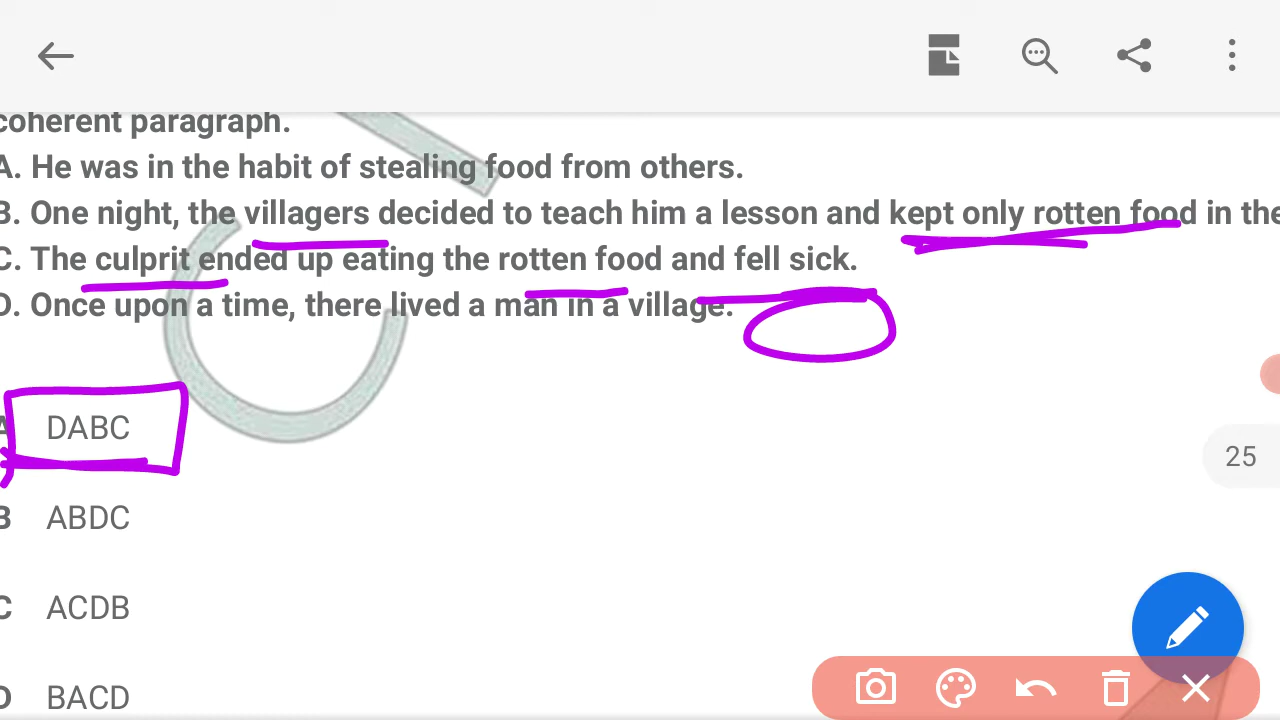 coherent paragraph.
A. He was in the habit of stealing food from others.
B. One night, the villagers decided to teach him a lesson and kept only rotten food in the
C. The culprit ended up eating the rotten food and fell sick.
D. Once upon a time, there lived a man in a village.
A DABC
25
B ABDC
C ACDB
D BACD